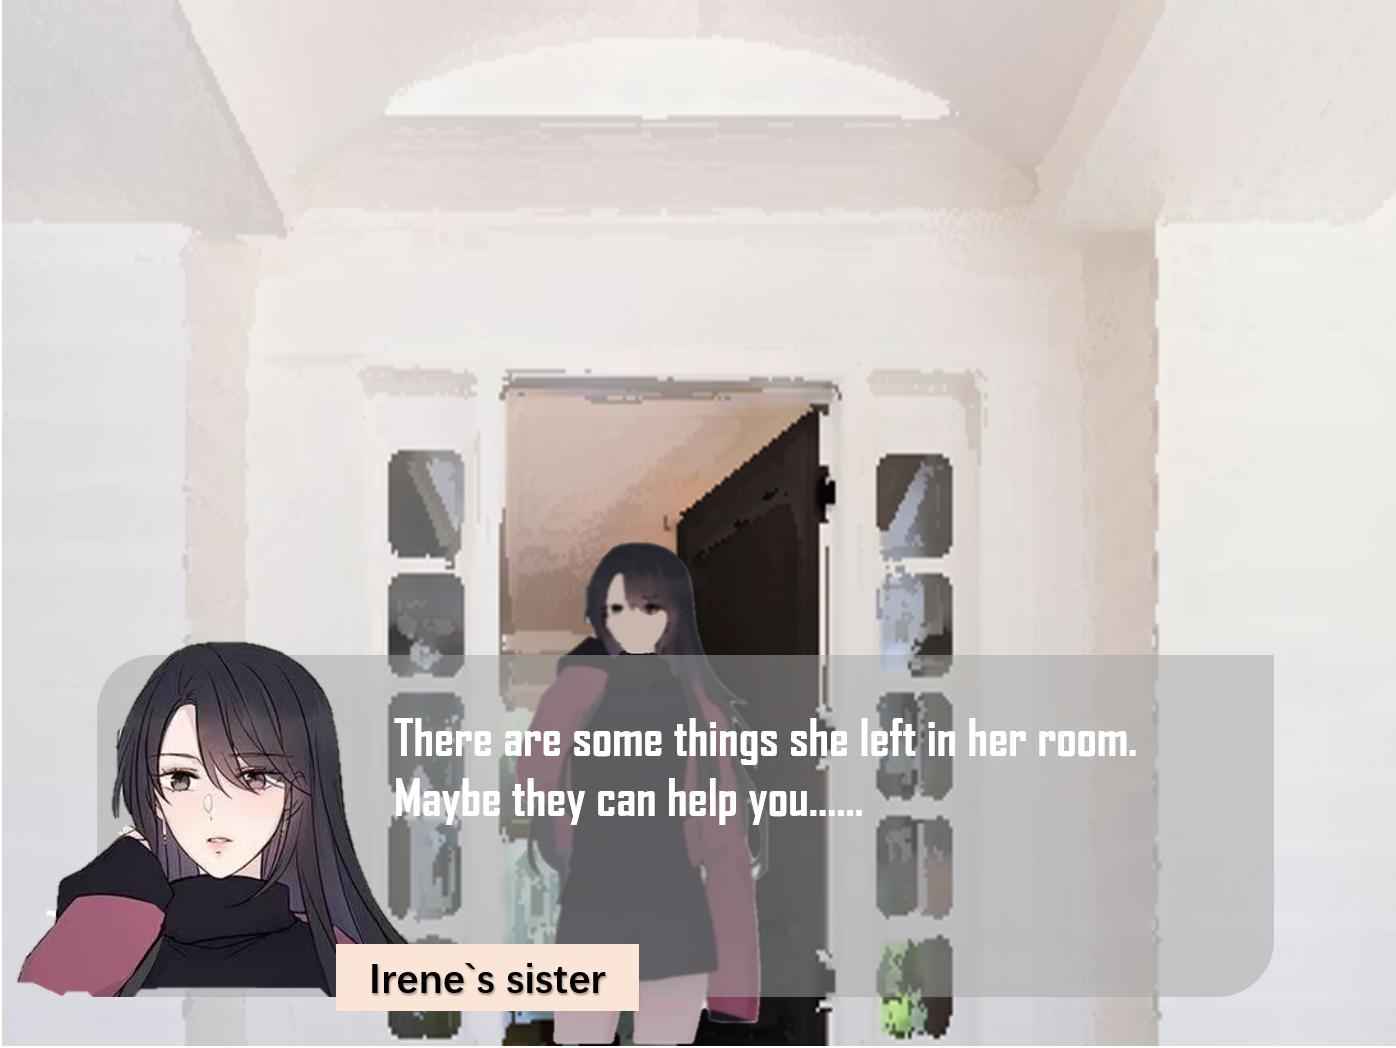 There are some things she left in her room.
Maybe they can help you......
Irene`s sister